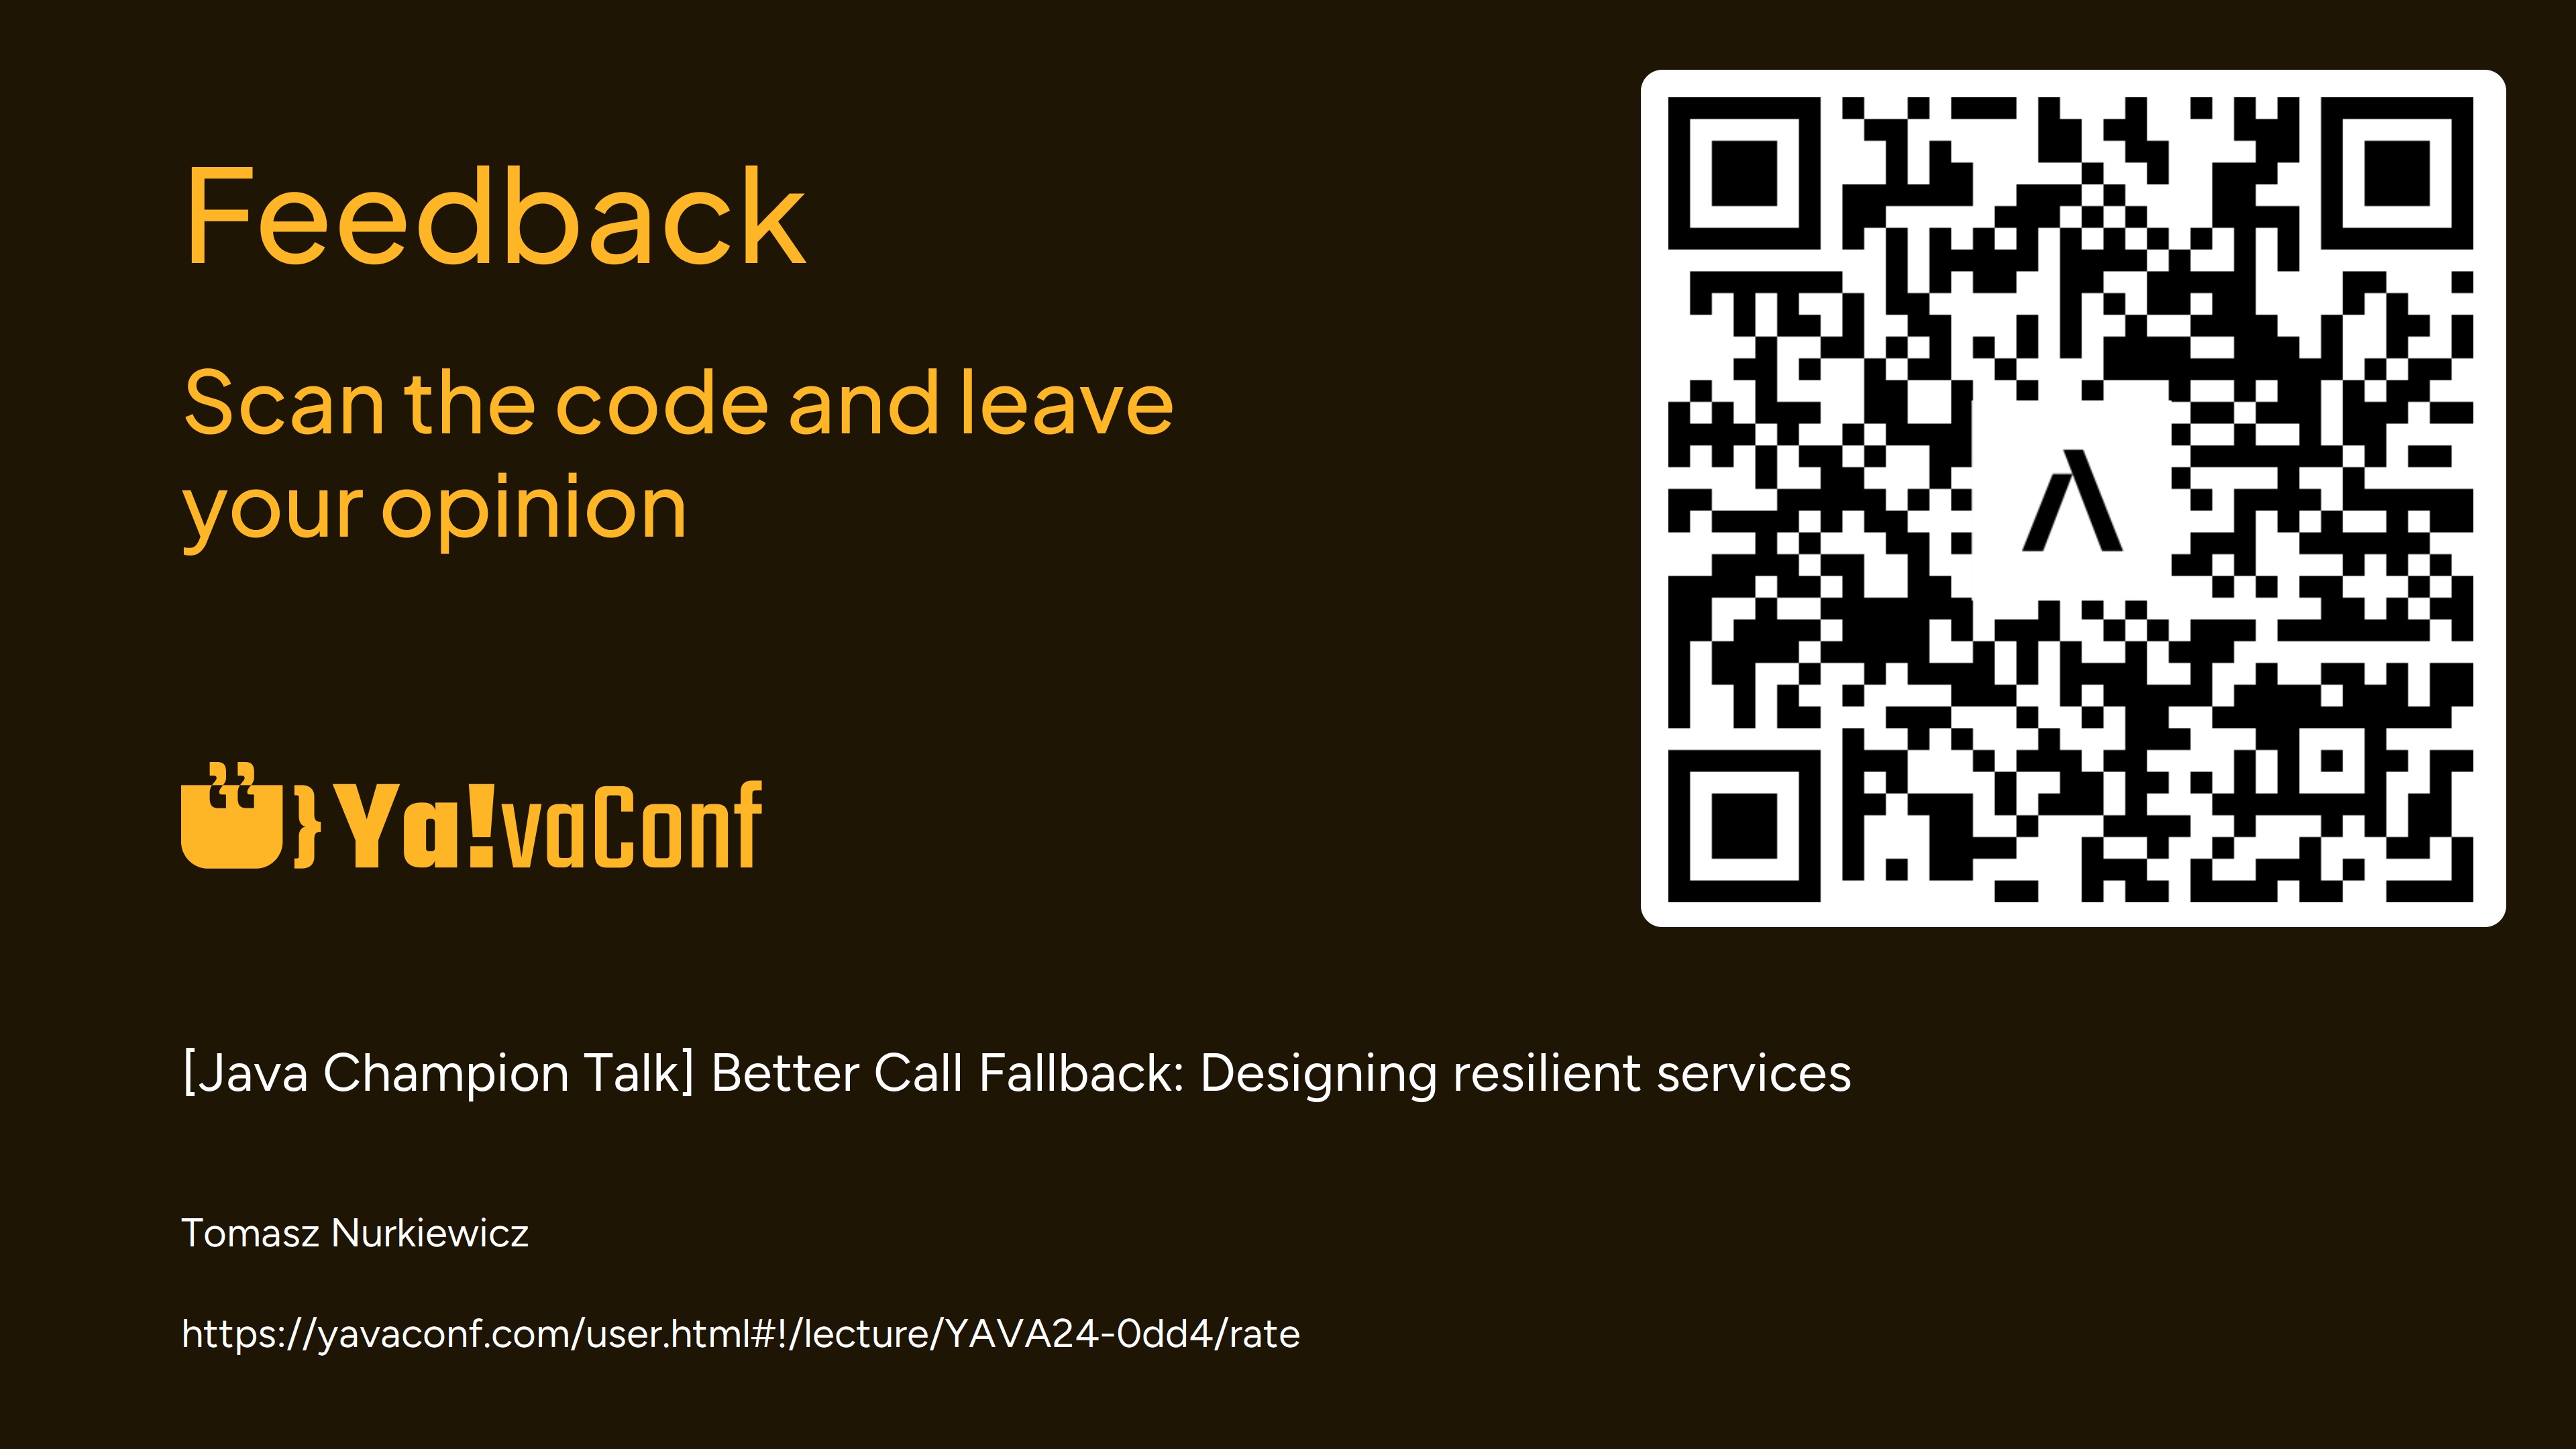 Feedback
Scan the code and leave
your opinion
Ya!vaConf
[Java Champion Talk] Better Call Fallback: Designing resilient services
Tomasz Nurkiewicz
https://yavaconf.com/user.html#!/lecture/YAVA24-0dd4/rate